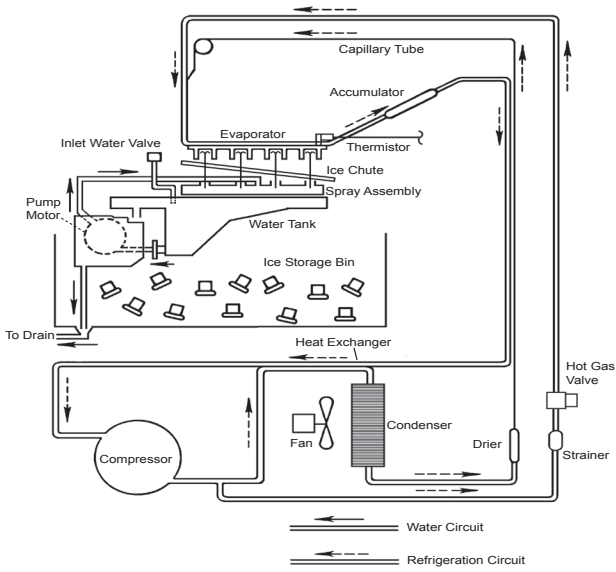 Capillary Tube
Accumulator
Evaporator
Thermistor
Inlet Water Valve
Ice Chute
Spray Assembly
Pump
Motor
Water Tank
Ice Storage Bin
To Drain
Heat Exchanger
Hot Gas
Valve
Fan
Condenser
Drier
Strainer
Compressor
Water Circuit
Refrigeration Circuit